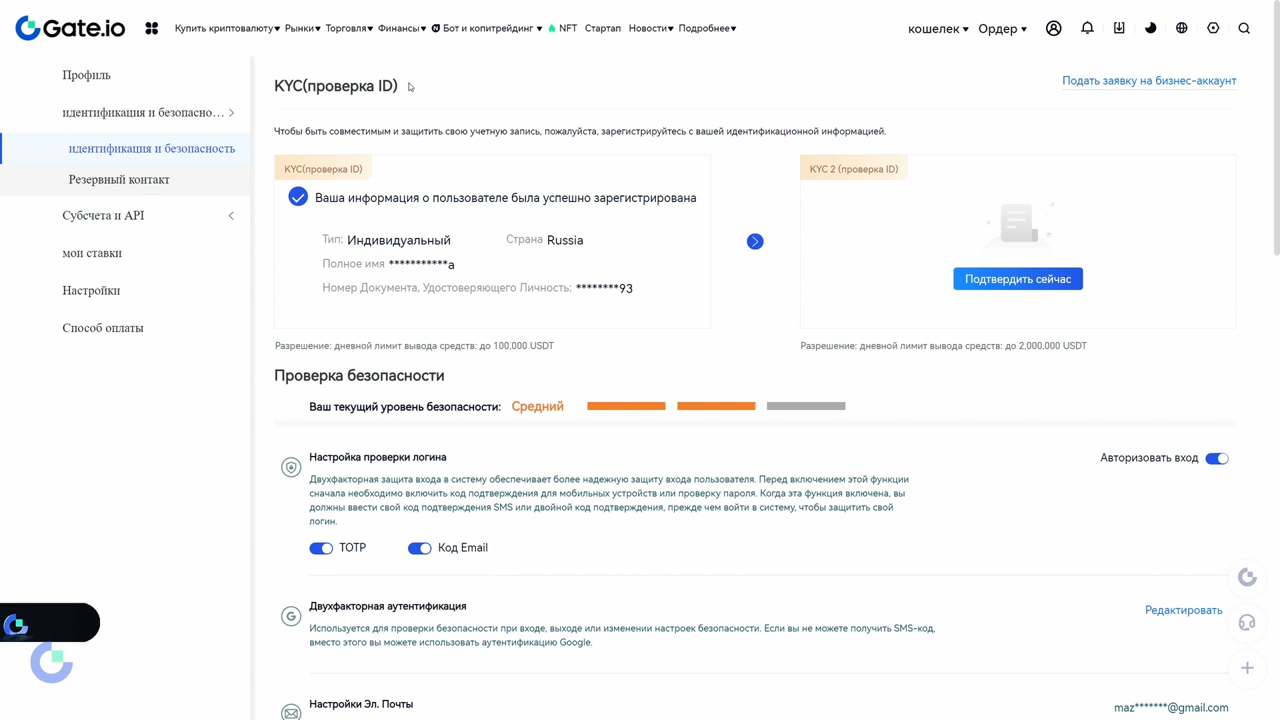 Gate.io
Купить криптовалюту▾ Рынки▾ Торговля▾ Финансы▾ Бот и копитрейдинг ▾ NFT Стартап Новости▾ Подробнее▾
кошелек ▾ Ордер ▾
Профиль
идентификация и безопасно...
идентификация и безопасность
Резервный контакт
Субсчета и API
мои ставки
Настройки
Способ оплаты
KYC(проверка ID)
Подать заявку на бизнес-аккаунт
Чтобы быть совместимым и защитить свою учетную запись, пожалуйста, зарегистрируйтесь с вашей идентификационной информацией.
KYC(проверка ID)
Ваша информация о пользователе была успешно зарегистрирована
Тип: Индивидуальный Страна Russia
Полное имя ***********a
Номер Документа, Удостоверяющего Личность: ********93
Разрешение: дневной лимит вывода средств: до 100,000 USDT
KYC 2 (проверка ID)
Подтвердить сейчас
Разрешение: дневной лимит вывода средств: до 2,000,000 USDT
Проверка безопасности
Ваш текущий уровень безопасности: Средний
Настройка проверки логина
Авторизовать вход
Двухфакторная защита входа в систему обеспечивает более надежную защиту входа пользователя. Перед включением этой функции
сначала необходимо включить код подтверждения для мобильных устройств или проверку пароля. Когда эта функция включена, вы
должны ввести свой код подтверждения SMS или двойной код подтверждения, прежде чем войти в систему, чтобы защитить свой
логин.
TOTP Код Email
Двухфакторная аутентификация
Редактировать
Используется для проверки безопасности при входе, выходе или изменении настроек безопасности. Если вы не можете получить SMS-код,
вместо этого вы можете использовать аутентификацию Google.
Настройки Эл. Почты
maz*******@gmail.com